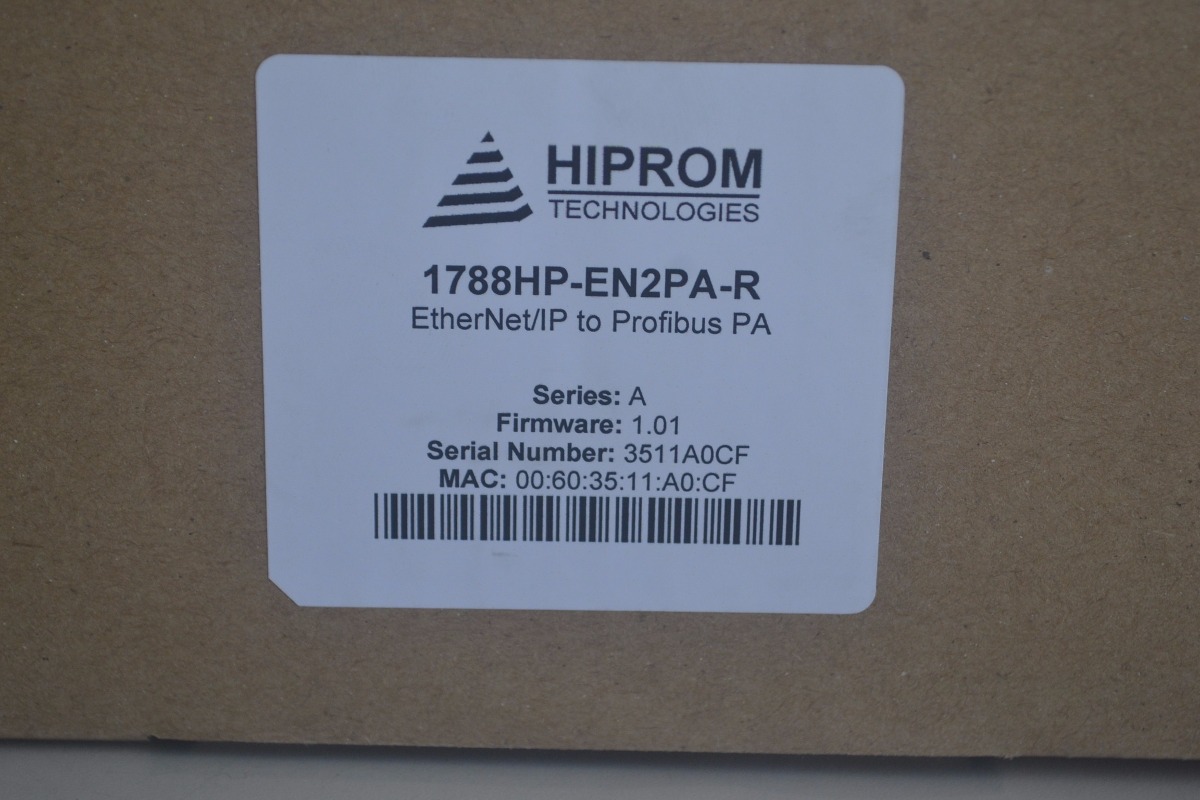 HIPROM
TECHNOLOGIES
1788HP-EN2PA-R
EtherNet/IP to Profibus PA
Series: A
Firmware: 1.01
Serial Number: 3511A0CF
MAC: 00:60:35:11:A0:CF